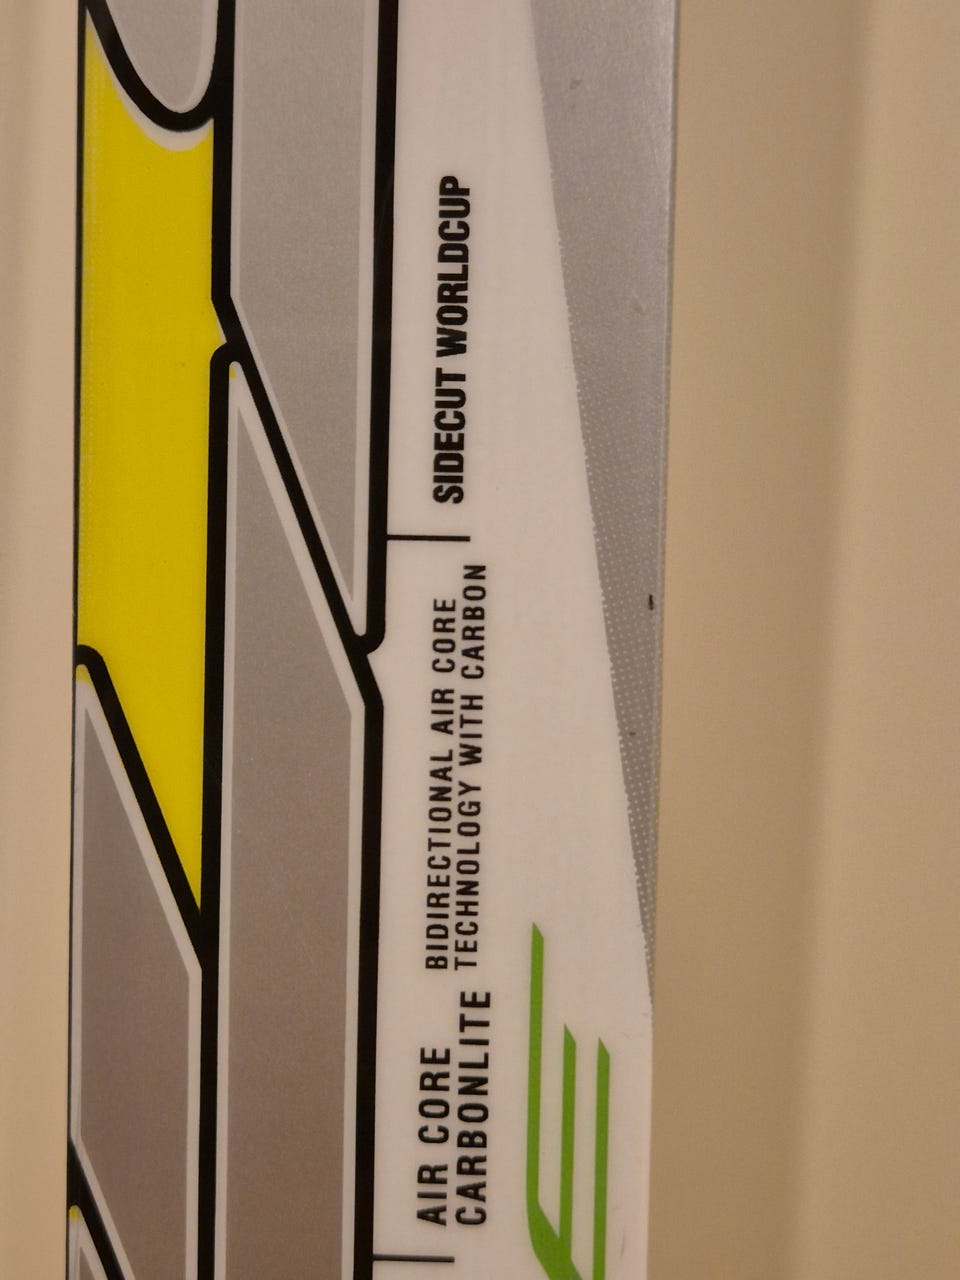 AIR CORE
CARBONLITE
BIDIRECTIONAL AIR CORE
TECHNOLOGY WITH CARBON
SIDECUT WORLDCUP